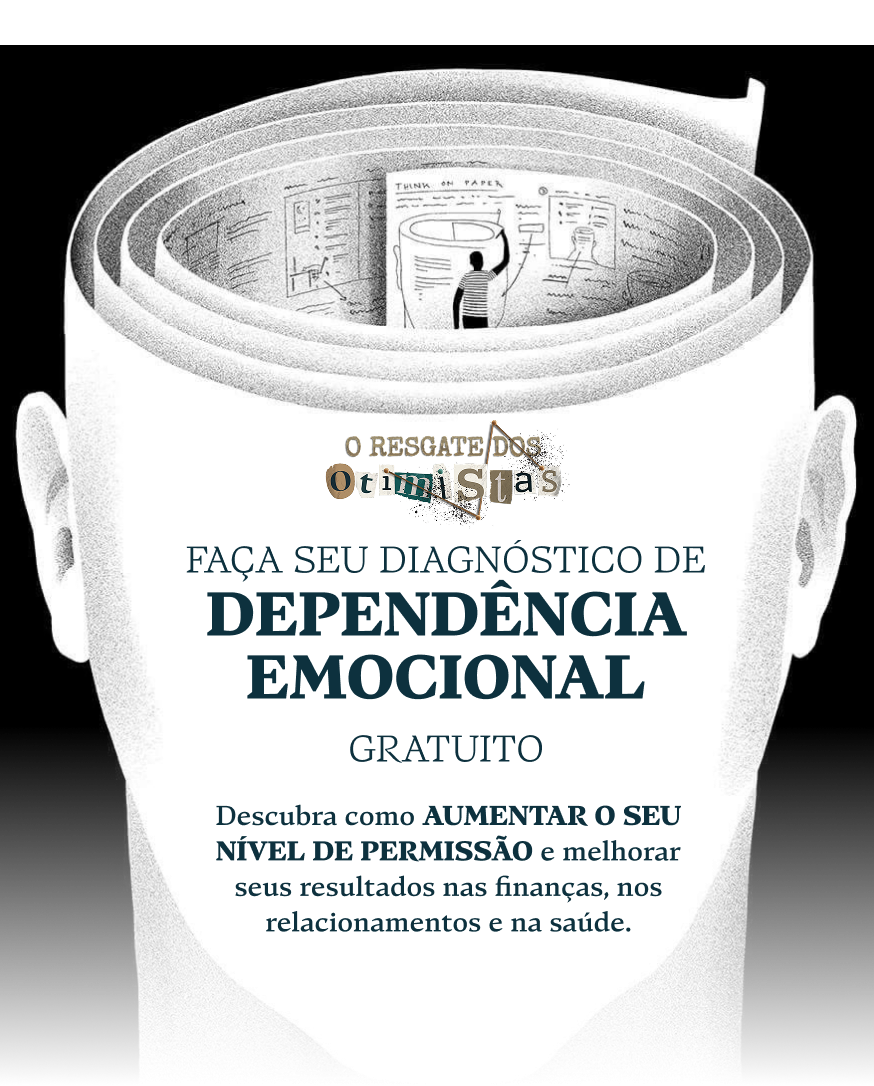 THINK ON PAPER
O RESGATE DOS
Otimistas
FAÇA SEU DIAGNÓSTICO DE
DEPENDÊNCIA
EMOCIONAL
GRATUITO
Descubra como AUMENTAR O SEU
NÍVEL DE PERMISSÃO e melhorar
seus resultados nas finanças, nos
relacionamentos e na saúde.